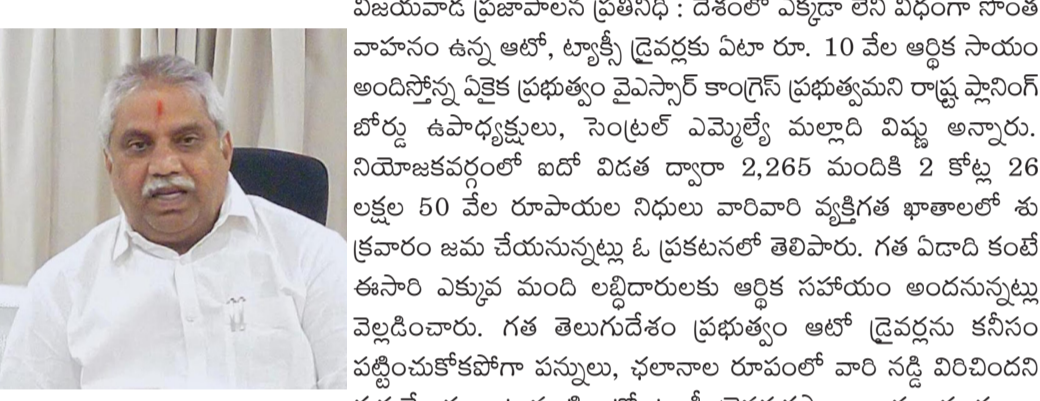 విజయవాడ ప్రజాపాలన ప్రతినిధి : దేశంలో ఎక్కడా లేని విధంగా సొంత
వాహనం ఉన్న ఆటో, ట్యాక్సీ డ్రైవర్లకు ఏటా రూ. 10 వేల ఆర్థిక సాయం
అందిస్తోన్న ఏకైక ప్రభుత్వం వైఎస్సార్ కాంగ్రెస్ ప్రభుత్వమని రాష్ట్ర ప్లానింగ్
బోర్డు ఉపాధ్యక్షులు, సెంట్రల్ ఎమ్మెల్యే మల్లాది విష్ణు అన్నారు.
నియోజకవర్గంలో ఐదో విడత ద్వారా 2,265 మందికి 2 కోట్ల 26
లక్షల 50 వేల రూపాయల నిధులు వారివారి వ్యక్తిగత ఖాతాలలో శు
క్రవారం జమ చేయనున్నట్లు ఓ ప్రకటనలో తెలిపారు. గత ఏడాది కంటే
ఈసారి ఎక్కువ మంది లబ్ధిదారులకు ఆర్థిక సహాయం అందనున్నట్లు
వెల్లడించారు. గత తెలుగుదేశం ప్రభుత్వం ఆటో డ్రైవర్లను కనీసం
పట్టించుకోకపోగా పన్నులు, ఛలానాల రూపంలో వారి నడ్డి విరిచిందని